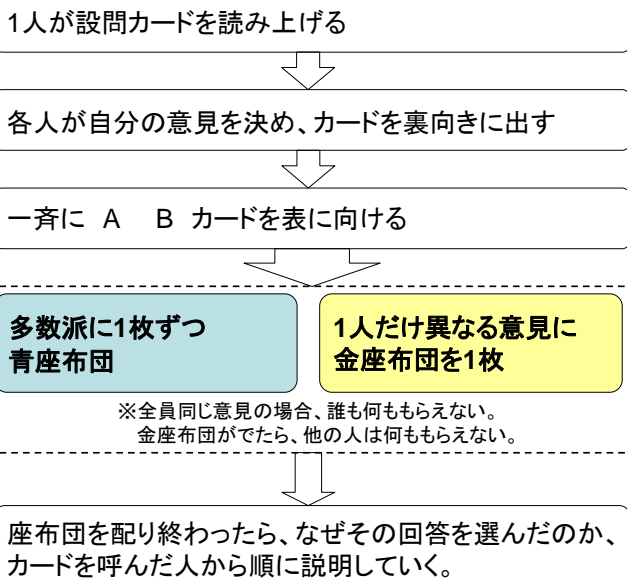 1人が設問カードを読み上げる
各人が自分の意見を決め、カードを裏向きに出す
一斉に A B カードを表に向ける
多数派に1枚ずつ
青座布団
1人だけ異なる意見に
金座布団を1枚
※全員同じ意見の場合、誰も何ももらえない。
金座布団がでたら、他の人は何ももらえない。
座布団を配り終わったら、なぜその回答を選んだのか、
カードを呼んだ人から順に説明していく。